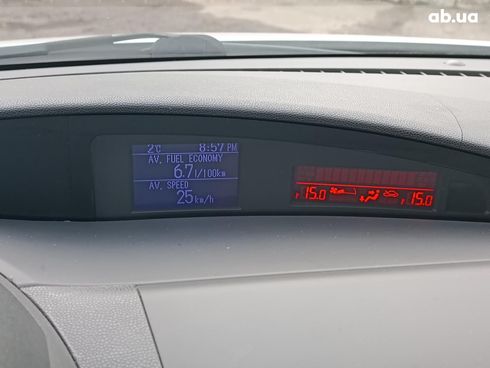 ab.ua
2°C 8:57 PM
AV. FUEL ECONOMY
6.7 l/100km
AV. SPEED
25 km/h
15.0 15.0